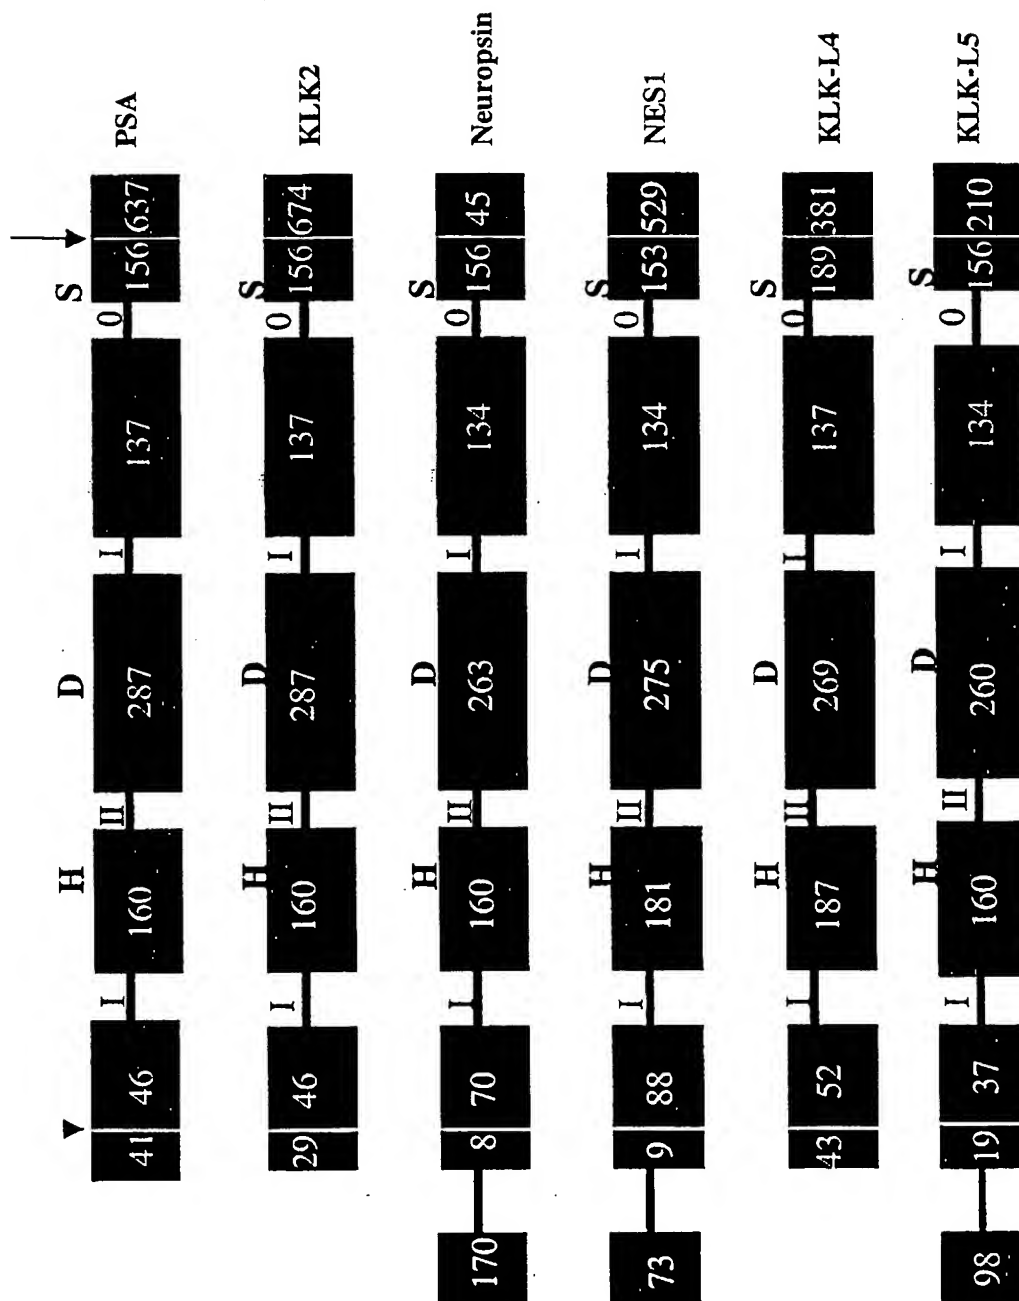 H D S
I II I 0
41 46 160 287 137 156 637 PSA
H D S
I II I 0
29 46 160 287 137 156 674 KLK2
H D S
I II I 0
170 8 70 160 263 134 156 45 Neuropsin
H D S
I II I 0
73 9 88 181 275 134 153 529 NES1
H D S
I II I 0
43 52 187 269 137 189 381 KLK-L4
H D S
I II I 0
98 19 37 160 260 134 156 210 KLK-L5